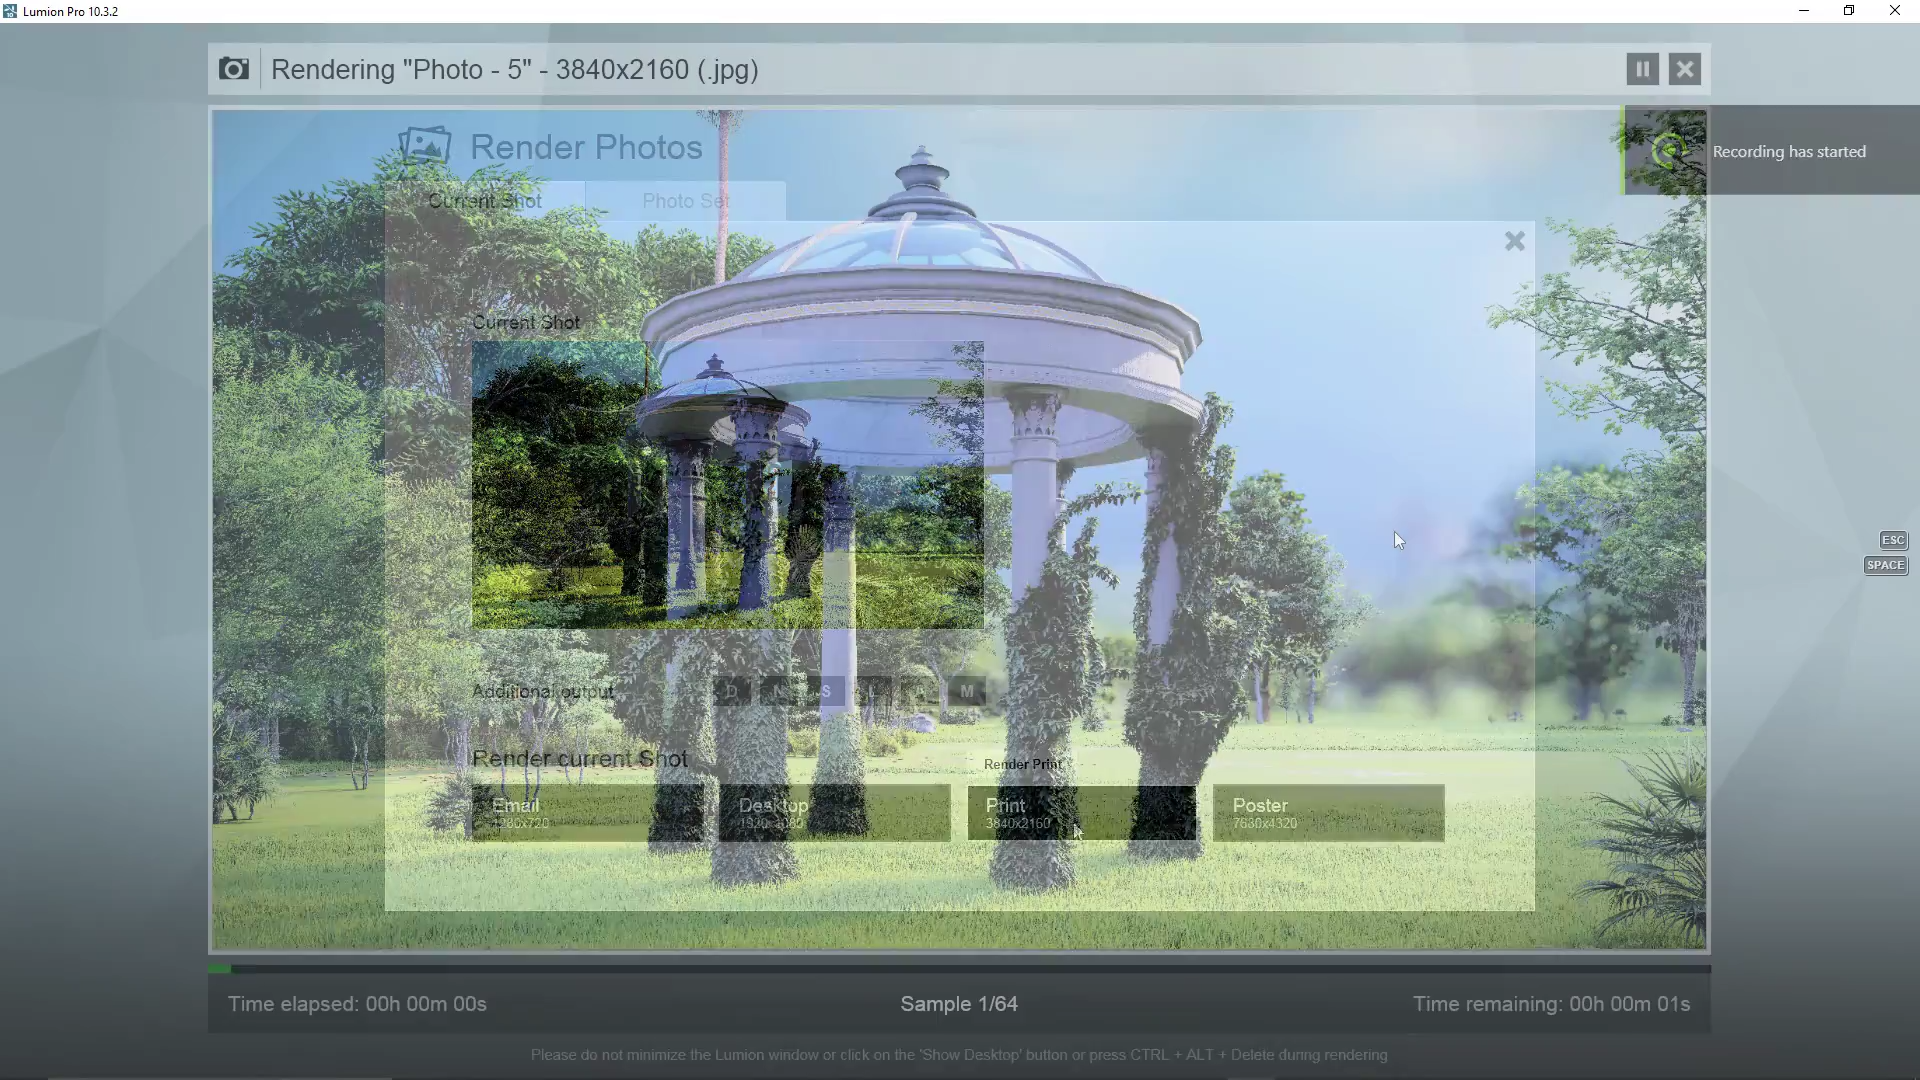 Lumion Pro 10.3.2
Rendering "Photo - 5" - 3840x2160 (.jpg)
Render Photos
Recording has started
Current Shot
Photo Set
Current Shot
ESC
SPACE
Additional output
D N S L M
Render current Shot
Render Print
Email
1280x720
Desktop
1920x1080
Print
3840x2160
Poster
7680x4320
Time elapsed: 00h 00m 00s
Sample 1/64
Time remaining: 00h 00m 01s
Please do not minimize the Lumion window or click on the 'Show Desktop' button or press CTRL + ALT + Delete during rendering